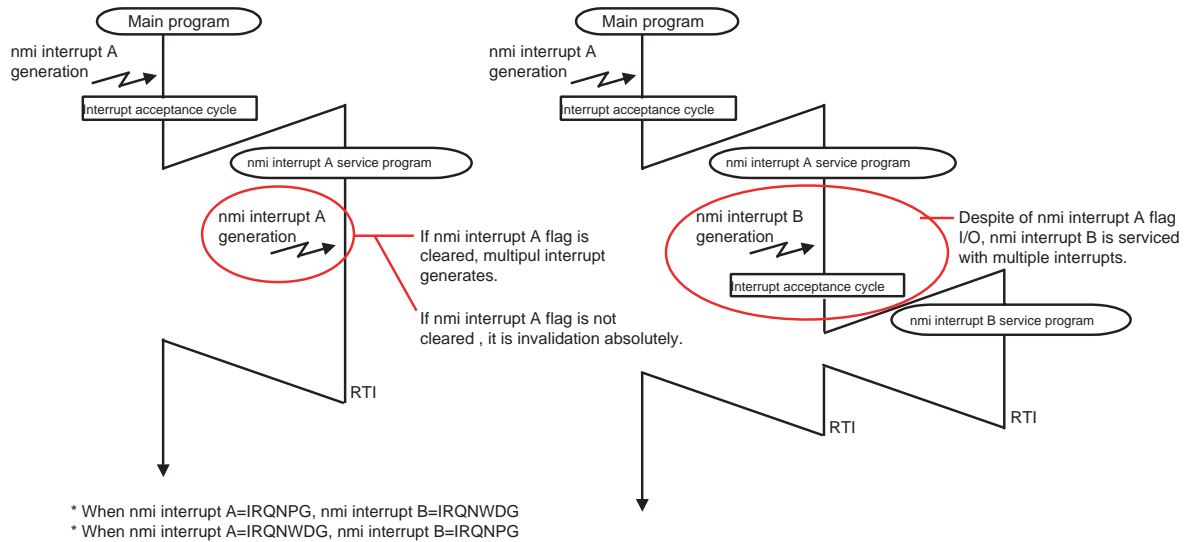 Main program
nmi interrupt A
generation
Interrupt acceptance cycle
nmi interrupt A service program
nmi interrupt A
generation
If nmi interrupt A flag is
cleared, multipul interrupt
generates.
If nmi interrupt A flag is not
cleared , it is invalidation absolutely.
RTI
Main program
nmi interrupt A
generation
Interrupt acceptance cycle
nmi interrupt A service program
nmi interrupt B
generation
Interrupt acceptance cycle
Despite of nmi interrupt A flag
I/O, nmi interrupt B is serviced
with multiple interrupts.
nmi interrupt B service program
RTI
RTI
* When nmi interrupt A=IRQNPG, nmi interrupt B=IRQNWDG
* When nmi interrupt A=IRQNWDG, nmi interrupt B=IRQNPG